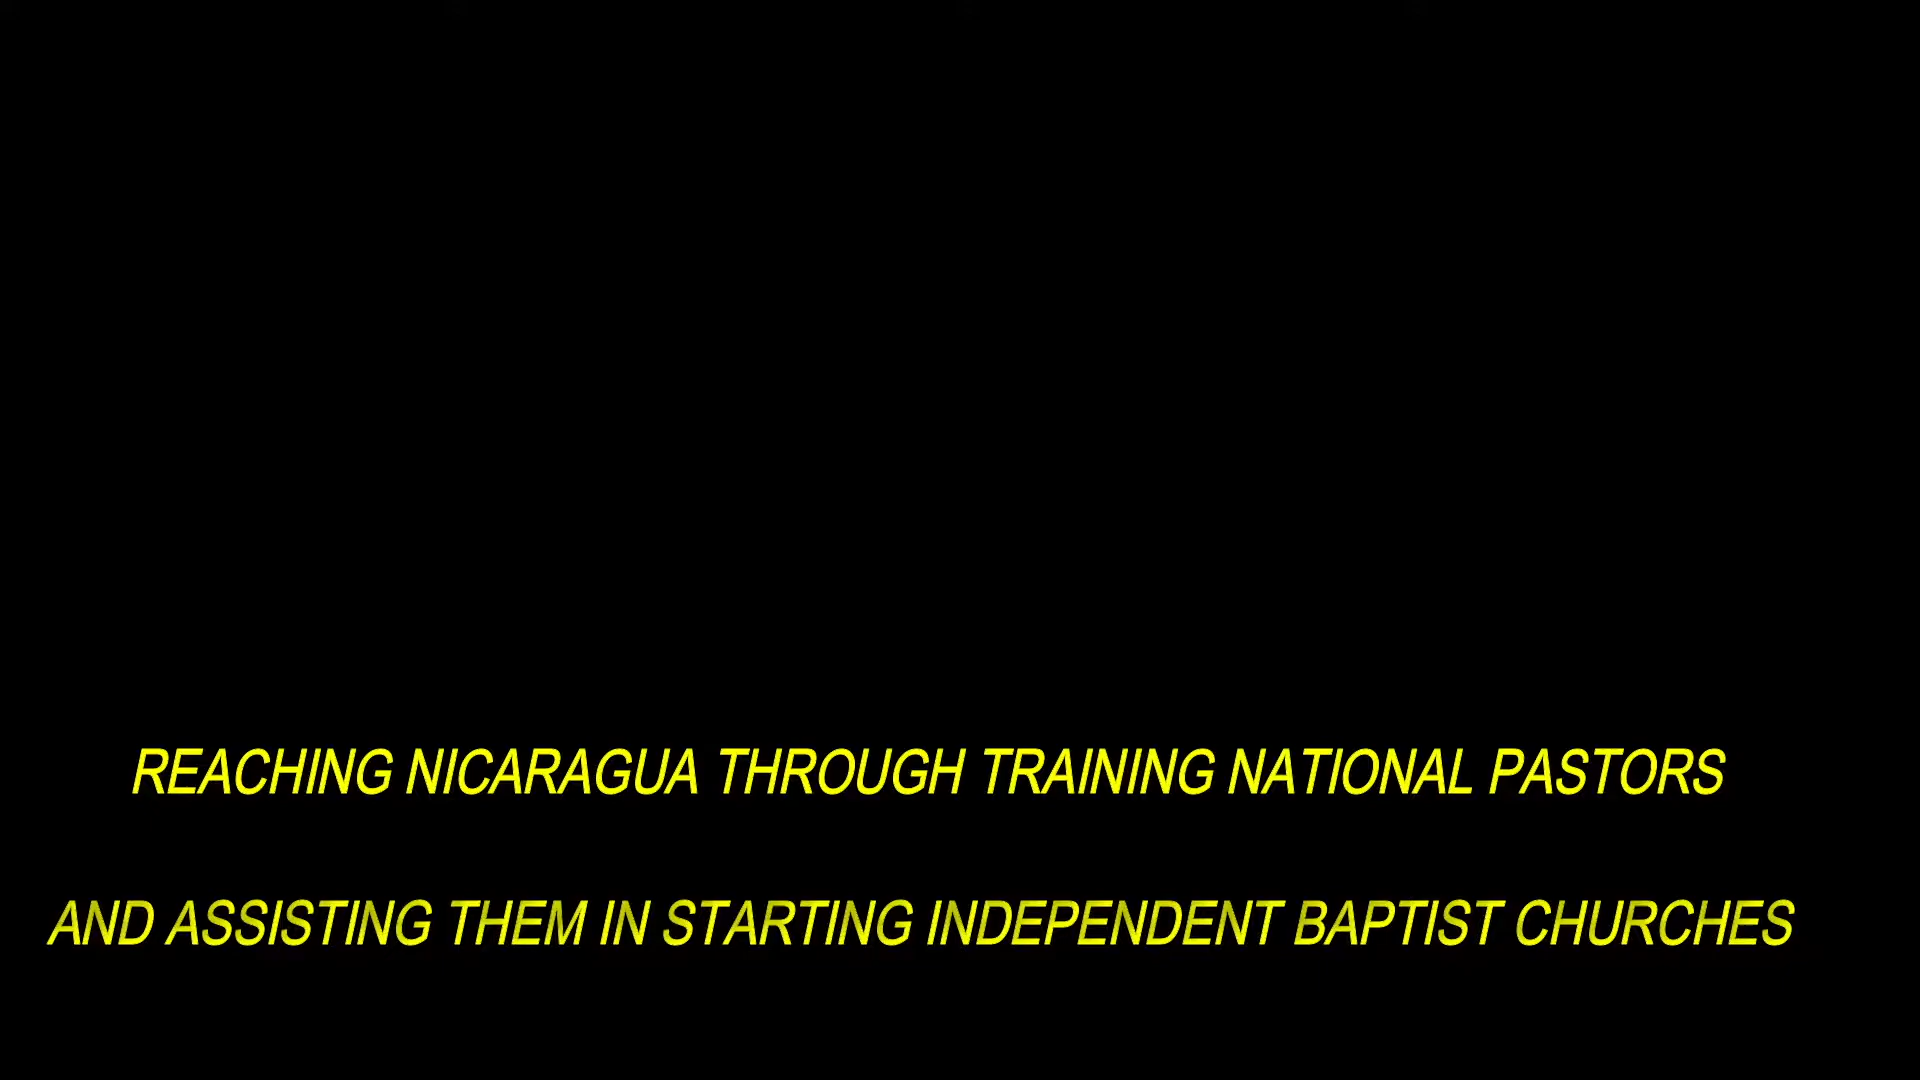 REACHING NICARAGUA THROUGH TRAINING NATIONAL PASTORS
AND ASSISTING THEM IN STARTING INDEPENDENT BAPTIST CHURCHES